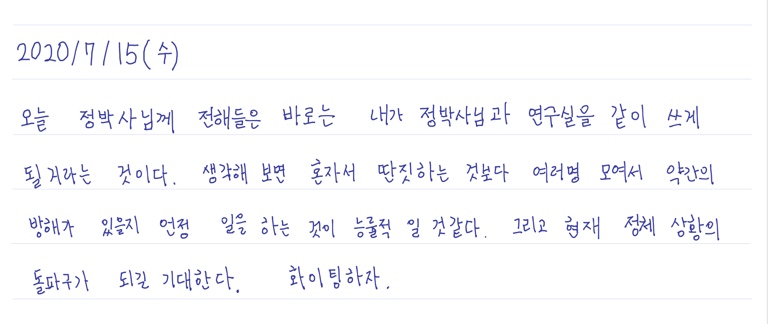 2020/7/15(수)
오늘 정박사님께 전해들은 바로는 내가 정박사님과 연구실을 같이 쓰게
될거라는 것이다. 생각해 보면 혼자서 딴짓하는 것보다 여러명 모여서 약간의
방해가 있을지 언정 일을 하는 것이 능률적 일 것같다. 그리고 현재 정체 상황의
돌파구가 되길 기대한다. 화이팅하자.